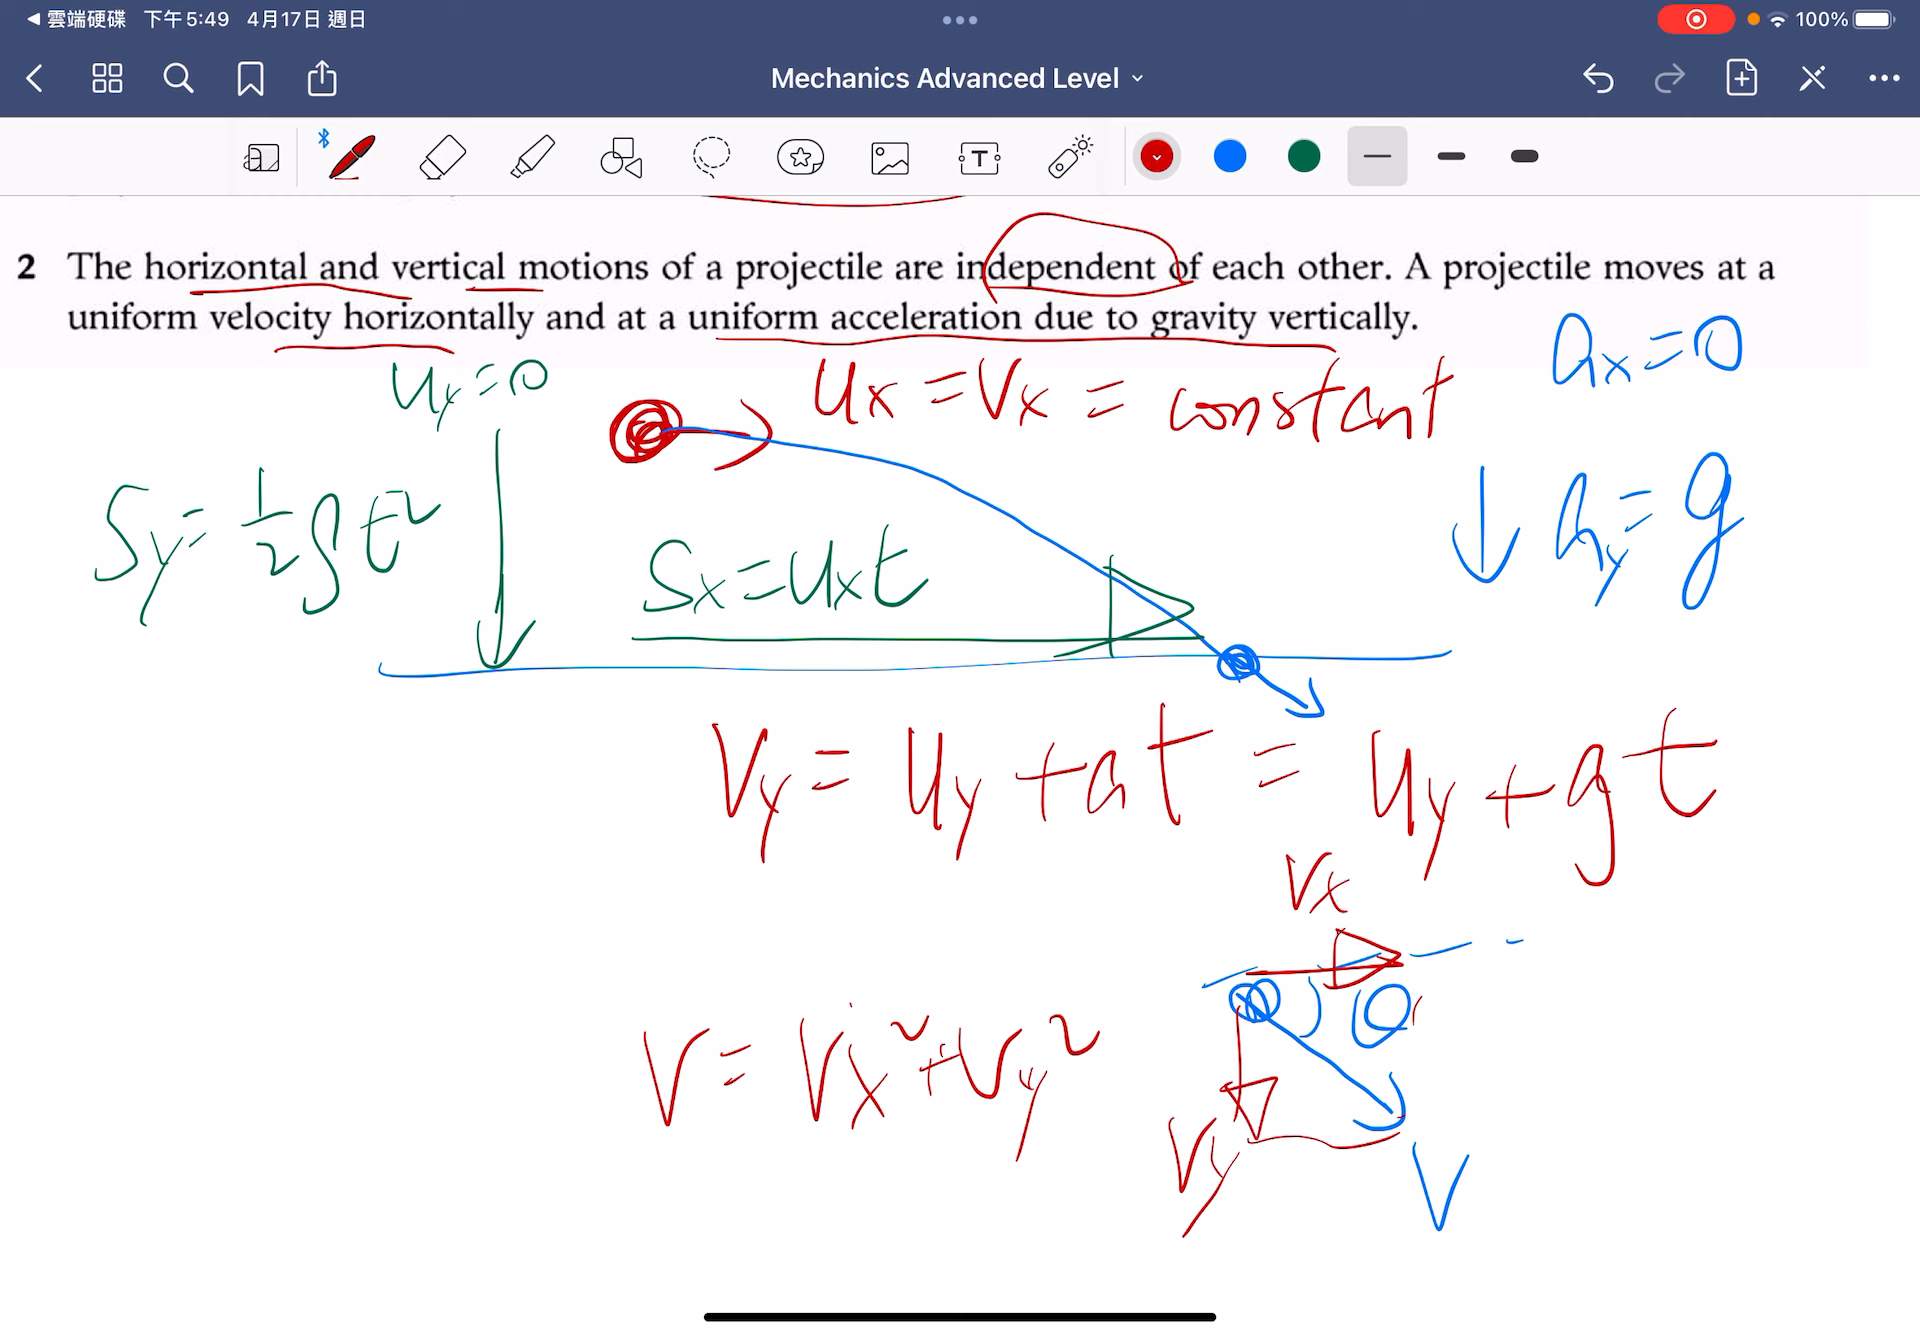 雲端硬碟 下午5:49 4月17日 週日 100%
Mechanics Advanced Level
2 The horizontal and vertical motions of a projectile are independent of each other. A projectile moves at a
uniform velocity horizontally and at a uniform acceleration due to gravity vertically.
ax=0
uy=0
ux=vx=constant
Sy=½gt²
ay=g
Sx=uxt
Vy=uy+at=uy+gt
Vx
θ
V=Vx²+Vy²
Vy
V